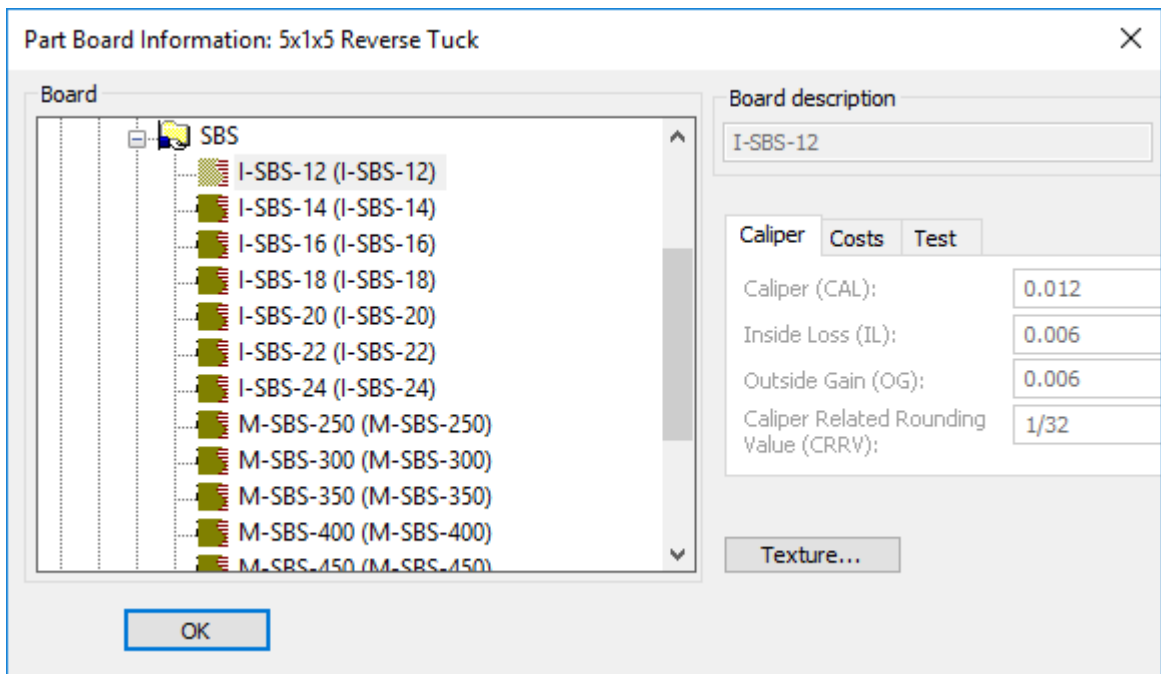 Part Board Information: 5x1x5 Reverse Tuck
Board
SBS
I-SBS-12 (I-SBS-12)
I-SBS-14 (I-SBS-14)
I-SBS-16 (I-SBS-16)
I-SBS-18 (I-SBS-18)
I-SBS-20 (I-SBS-20)
I-SBS-22 (I-SBS-22)
I-SBS-24 (I-SBS-24)
M-SBS-250 (M-SBS-250)
M-SBS-300 (M-SBS-300)
M-SBS-350 (M-SBS-350)
M-SBS-400 (M-SBS-400)
M-SBS-450 (M-SBS-450)
OK
Board description
I-SBS-12
Caliper Costs Test
Caliper (CAL): 0.012
Inside Loss (IL): 0.006
Outside Gain (OG): 0.006
Caliper Related Rounding
Value (CRRV): 1/32
Texture...